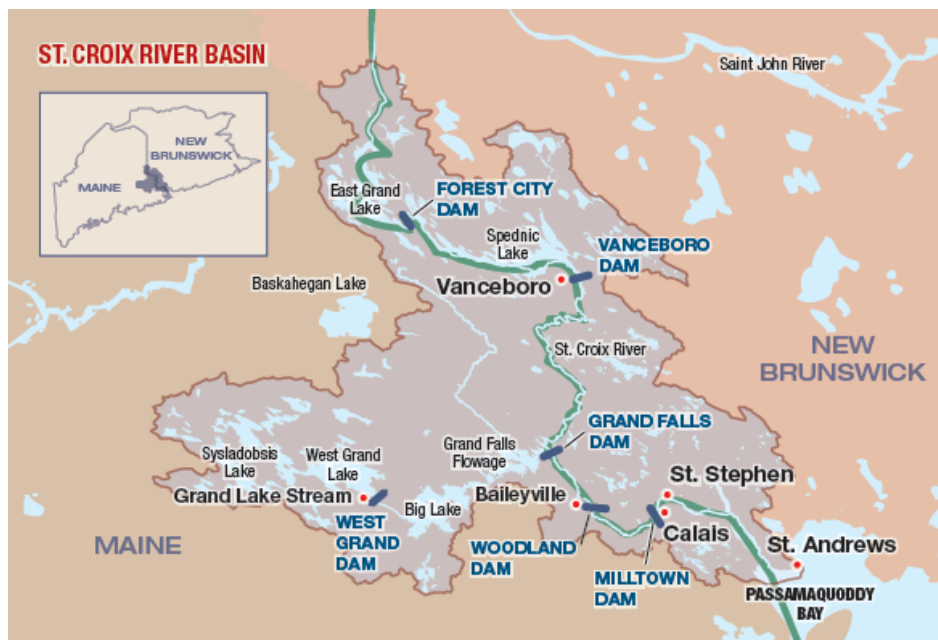 ST. CROIX RIVER BASIN
Saint John River
NEW
BRUNSWICK
MAINE
East Grand
Lake
FOREST CITY
DAM
Spednic
Lake
VANCEBORO
DAM
Baskahegan Lake
Vanceboro
St. Croix River
NEW
BRUNSWICK
GRAND FALLS
DAM
Grand Falls
Flowage
Sysladobsis
Lake
West Grand
Lake
St. Stephen
Grand Lake Stream
Baileyville
Big Lake
Calais
WEST
GRAND
DAM
MAINE
WOODLAND
DAM
St. Andrews
MILLTOWN
DAM
PASSAMAQUODDY
BAY